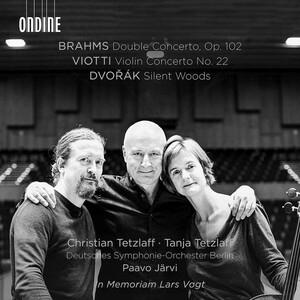 ONDINE
BRAHMS Double Concerto, Op. 102
VIOTTI Violin Concerto No. 22
DVOŘÁK Silent Woods
Christian Tetzlaff · Tanja Tetzlaff
Deutsches Symphonie-Orchester Berlin
Paavo Järvi
In Memoriam Lars Vogt